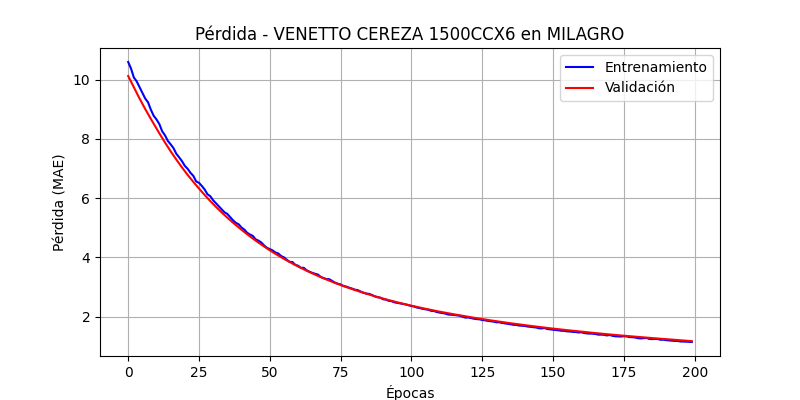 Pérdida - VENETTO CEREZA 1500CCX6 en MILAGRO
Entrenamiento
Validación
Pérdida (MAE)
10
8
6
4
2
0 25 50 75 100 125 150 175 200
Épocas